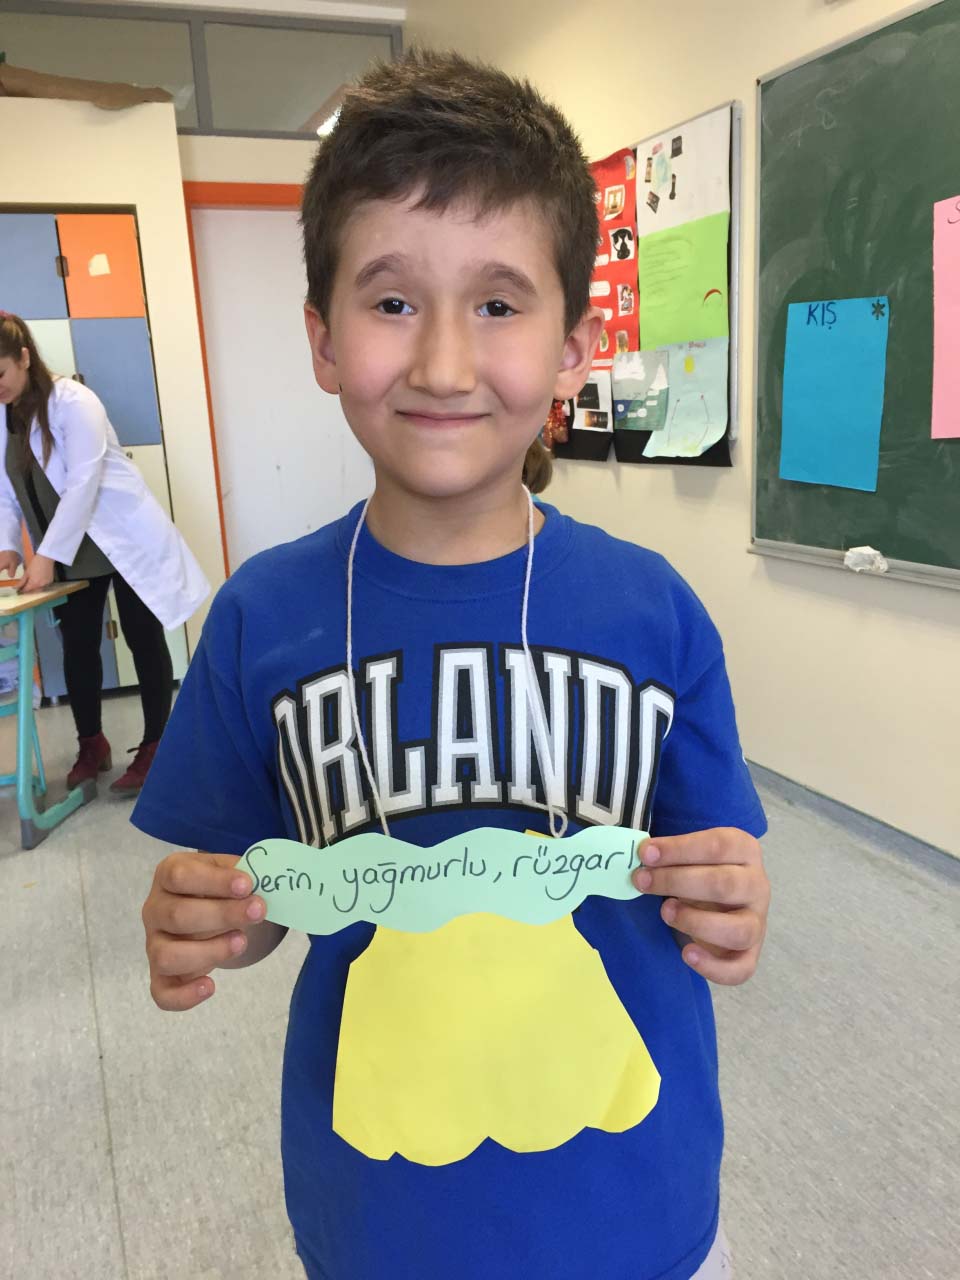 KIŞ
S
ORLANDO
Serin, yağmurlu, rüzgarlı